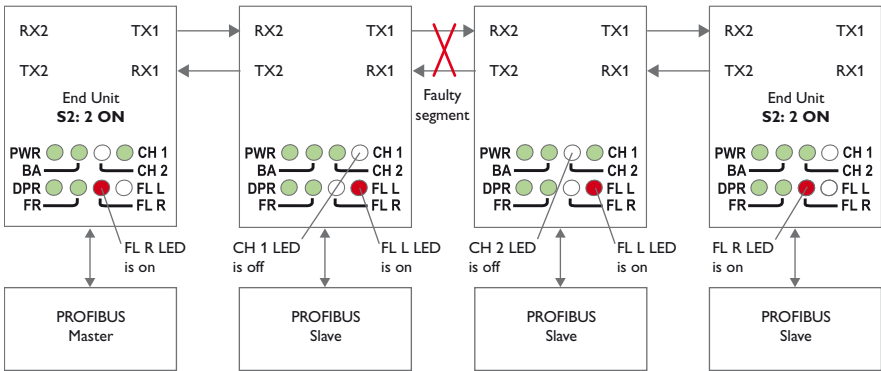 RX2 TX1
TX2 RX1
End Unit
S2: 2 ON
PWR CH 1
BA CH 2
DPR FL L
FR FL R
FL R LED
is on
PROFIBUS
Master
RX2 TX1
TX2 RX1
PWR CH 1
BA CH 2
DPR FL L
FR FL R
CH 1 LED
is off
FL L LED
is on
PROFIBUS
Slave
Faulty
segment
RX2 TX1
TX2 RX1
PWR CH 1
BA CH 2
DPR FL L
FR FL R
CH 2 LED
is off
FL L LED
is on
PROFIBUS
Slave
RX2 TX1
TX2 RX1
End Unit
S2: 2 ON
PWR CH 1
BA CH 2
DPR FL L
FR FL R
FL R LED
is on
PROFIBUS
Slave